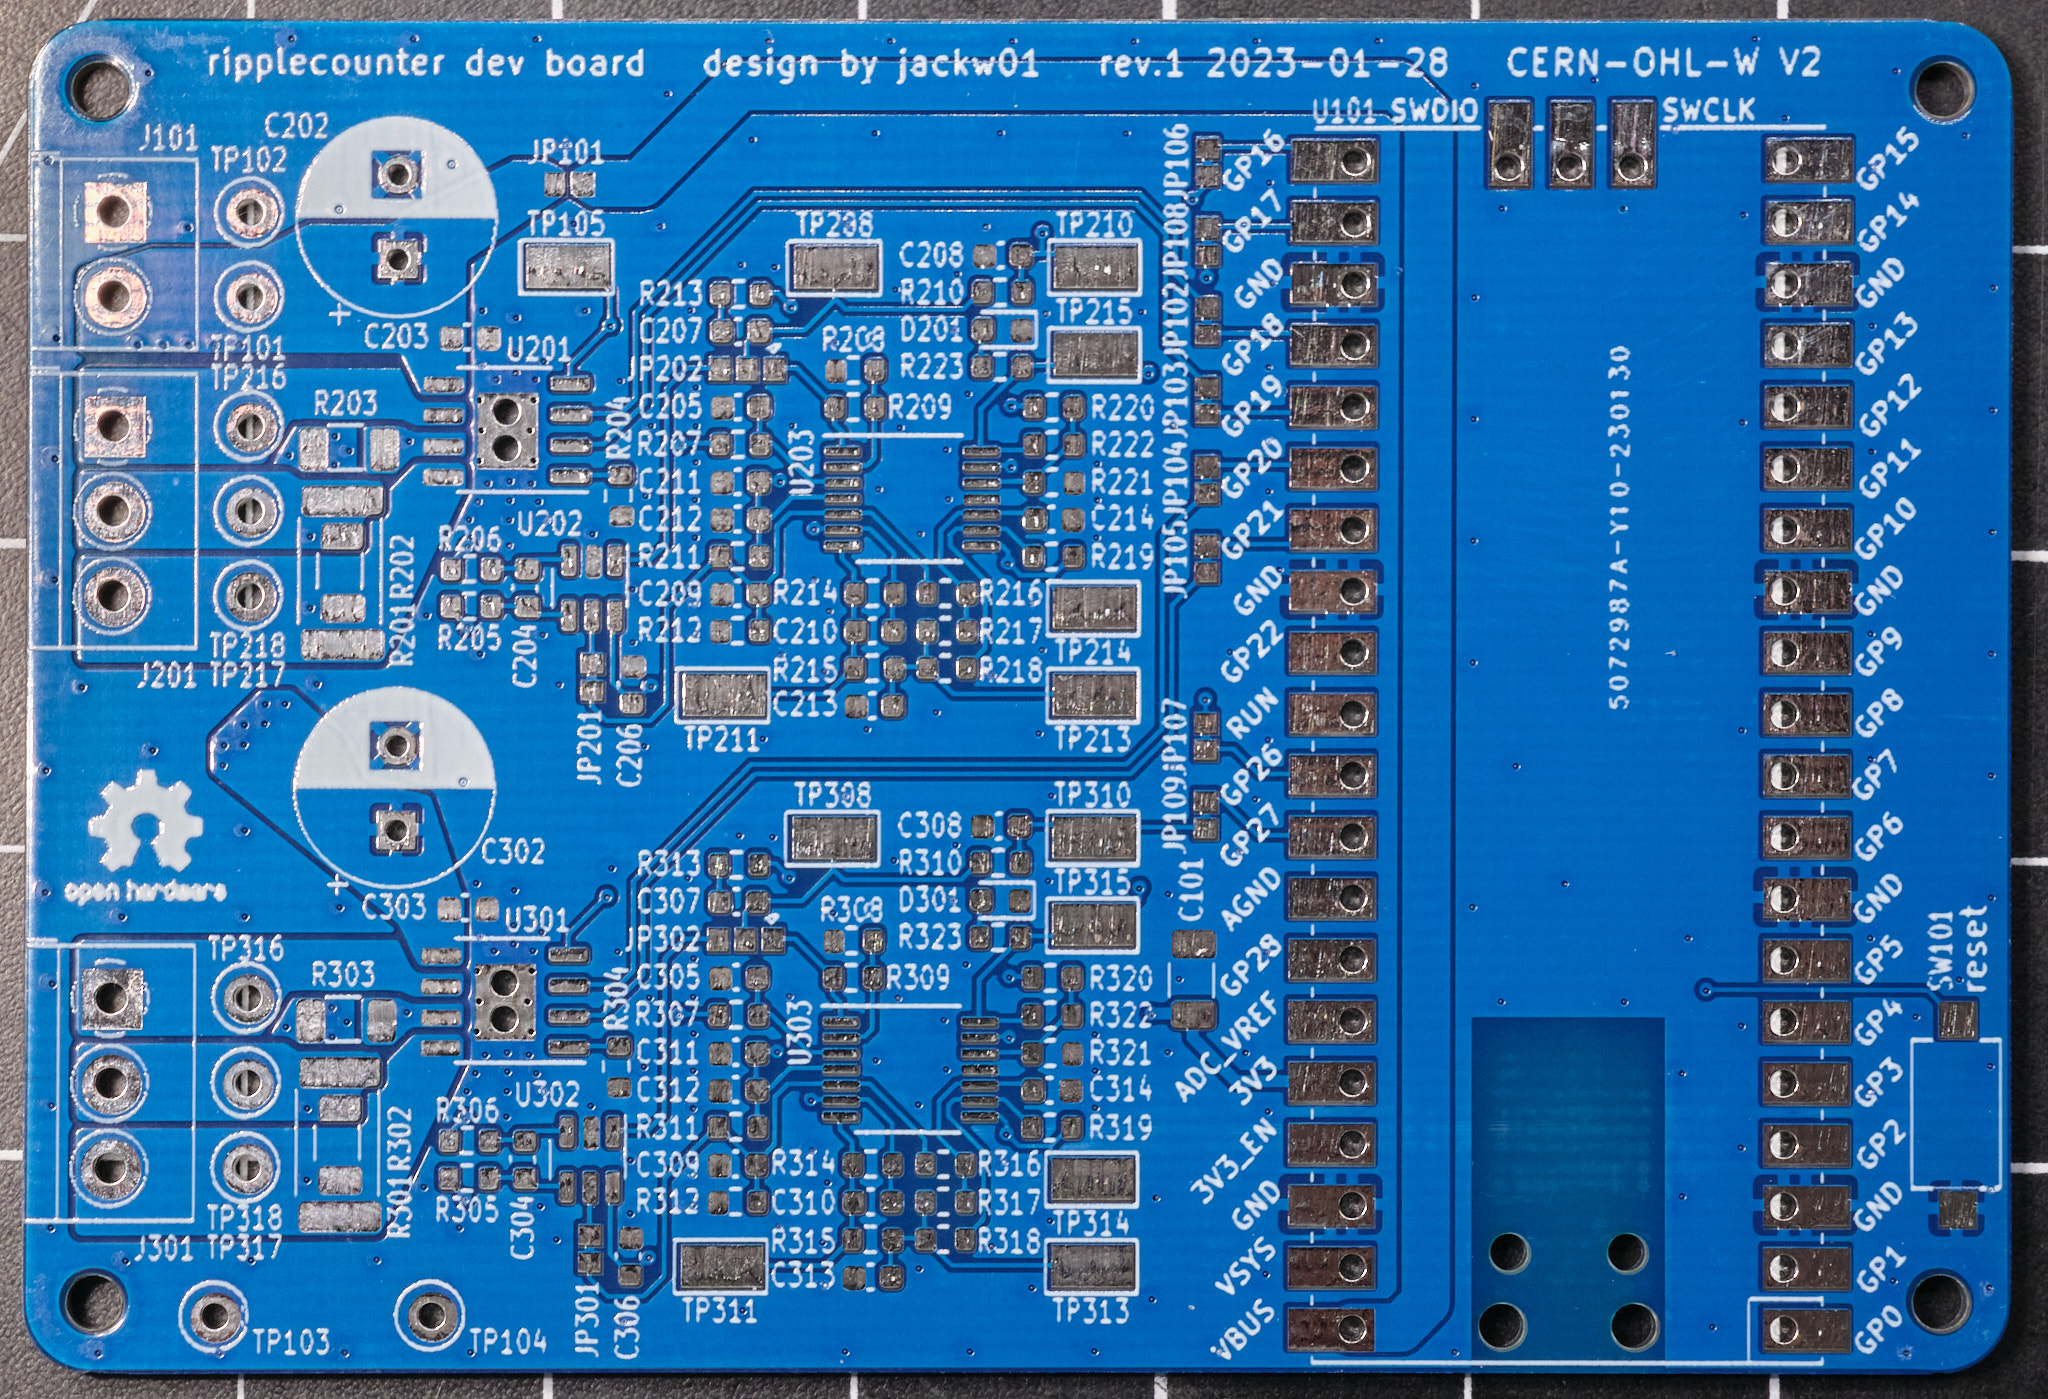 ripplecounter dev board design by jackw01 rev.1 2023-01-28 CERN-OHL-W V2
U101 SWDIO SWCLK
J101
TP102
C202
JP101
TP105
TP208
TP210
C208
R213
R210
TP215
C207
D201
C203
TP101
TP216
U201
R208
JP202
R223
R203
R204
C205
R209
R220
R207
R222
U203
C211
R221
C212
C214
U202
R206
R211
R219
R201
R202
C209
R214
R216
R205
R212
C210
R217
TP218
C204
TP214
J201
TP217
R215
R218
C213
JP201
C206
TP211
TP213
JP106
JP108
JP102
JP103
JP104
JP105
JP107
JP109
C101
GP16
GP17
GND
GP18
GP19
GP20
GP21
GND
GP22
RUN
GP26
GP27
AGND
GP28
ADC_VREF
3V3
3V3_EN
GND
VSYS
VBUS
5072987A-Y10-230130
GP15
GP14
GND
GP13
GP12
GP11
GP10
GND
GP9
GP8
GP7
GP6
GND
GP5
GP4
GP3
GP2
GND
GP1
GP0
SW101
reset
open hardware
C302
TP308
TP310
C308
R313
R310
TP315
C307
D301
C303
TP316
U301
R308
JP302
R323
R303
R304
C305
R309
R320
R307
R322
U303
C311
R321
C312
C314
U302
R306
R311
R319
R301
R302
C309
R314
R316
R305
R312
C310
R317
TP318
C304
TP314
J301
TP317
R315
R318
C313
JP301
C306
TP311
TP313
TP103
TP104